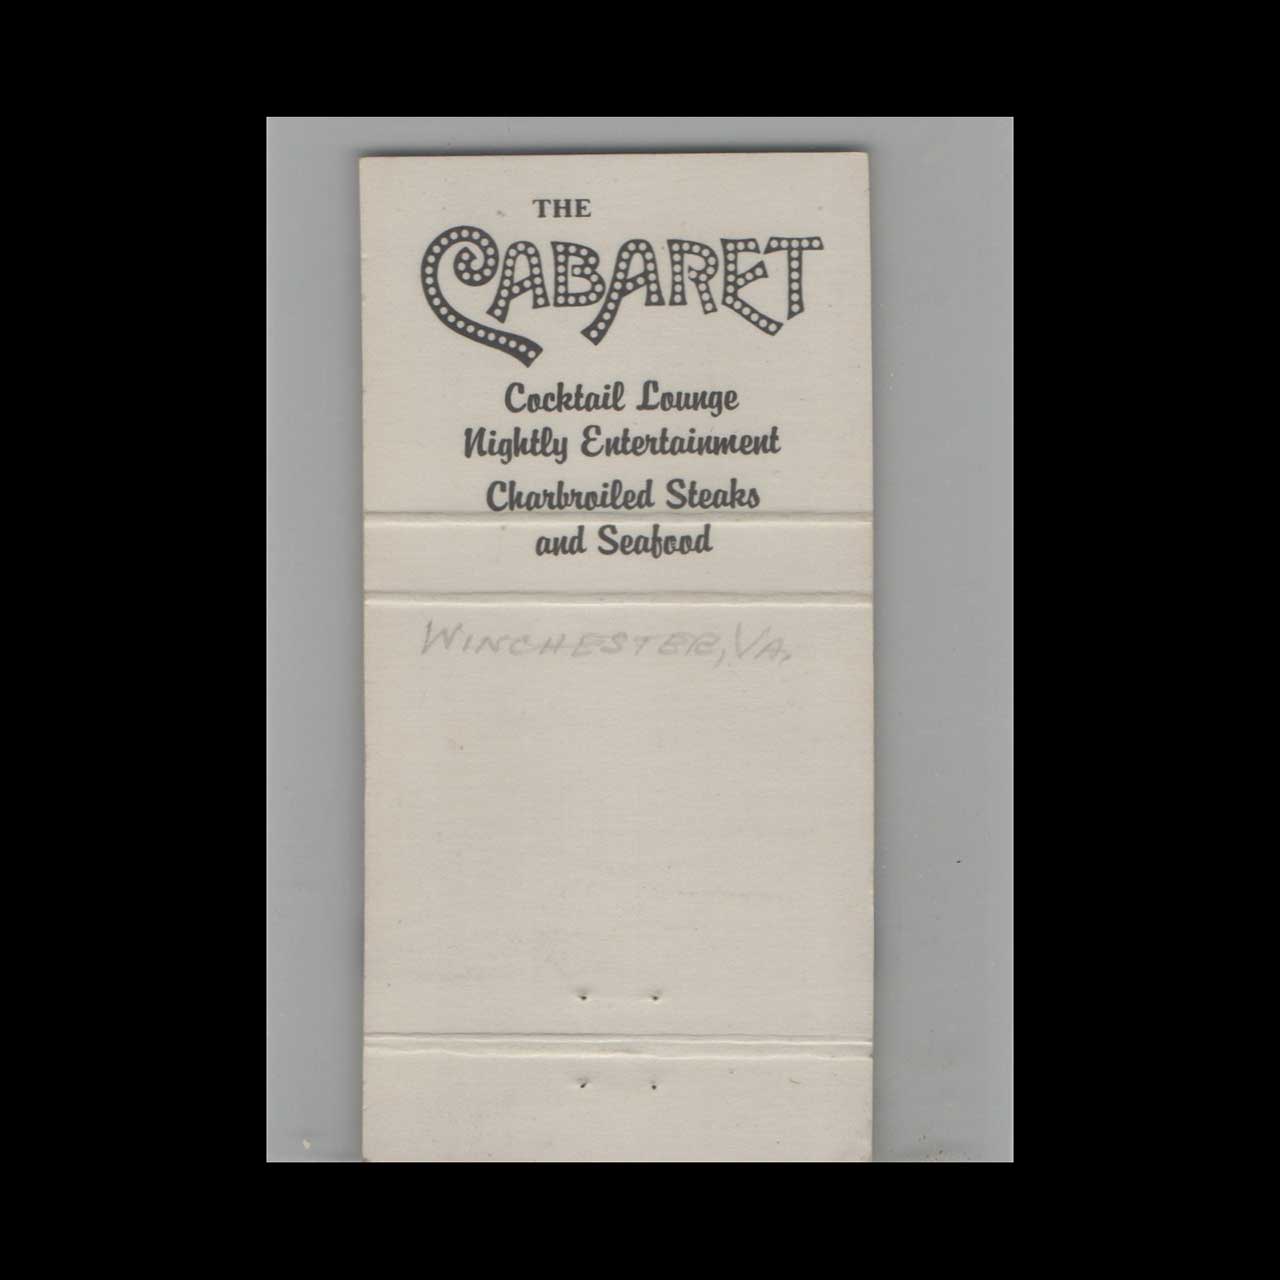 THE
CABARET
Cocktail Lounge
Nightly Entertainment
Charbroiled Steaks
and Seafood
WINCHESTER, VA.